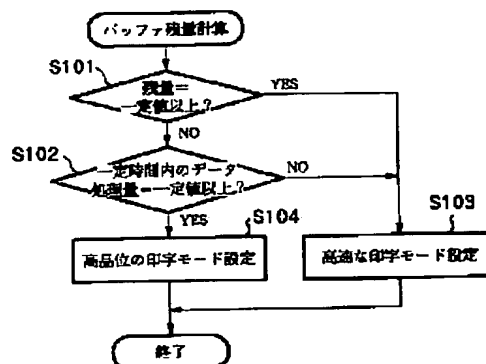 バッファ残量計算
S101
残量=
一定値以上?
YES
NO
S102
一定時間内のデータ
処理量=一定値以上?
NO
YES
S104
S103
高品位の印字モード設定
高速な印字モード設定
終了